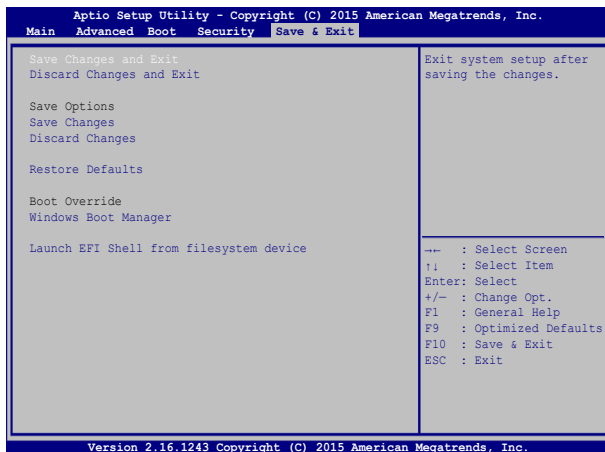 Aptio Setup Utility - Copyright (C) 2015 American Megatrends, Inc.
Main Advanced Boot Security Save & Exit
Save Changes and Exit
Discard Changes and Exit
Save Options
Save Changes
Discard Changes
Restore Defaults
Boot Override
Windows Boot Manager
Launch EFI Shell from filesystem device
Exit system setup after
saving the changes.
→← : Select Screen
↑↓ : Select Item
Enter: Select
+/— : Change Opt.
F1 : General Help
F9 : Optimized Defaults
F10 : Save & Exit
ESC : Exit
Version 2.16.1243 Copyright (C) 2015 American Megatrends, Inc.